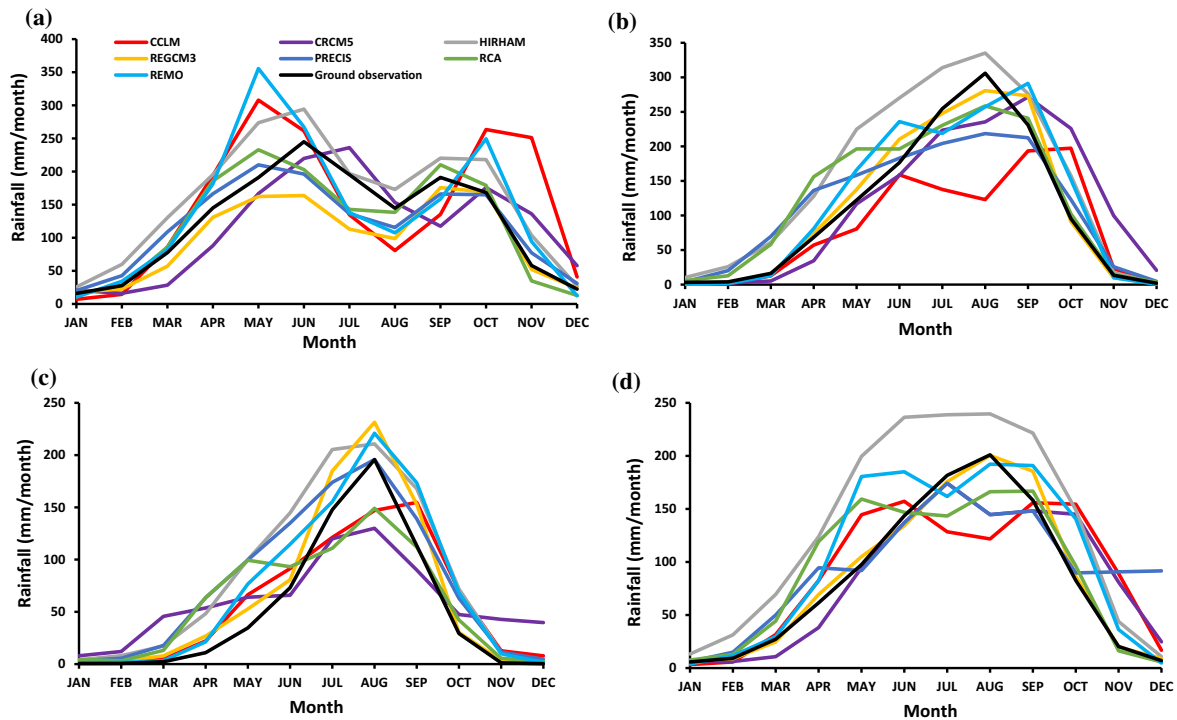 (a)
CCLM CRCM5 HIRHAM
REGCM3 PRECIS RCA
REMO Ground observation
Rainfall (mm/month)
400
350
300
250
200
150
100
50
0
JAN FEB MAR APR MAY JUN JUL AUG SEP OCT NOV DEC
Month
(b)
Rainfall (mm/month)
350
300
250
200
150
100
50
0
JAN FEB MAR APR MAY JUN JUL AUG SEP OCT NOV DEC
Month
(c)
Rainfall (mm/month)
250
200
150
100
50
0
JAN FEB MAR APR MAY JUN JUL AUG SEP OCT NOV DEC
Month
(d)
Rainfall (mm/month)
250
200
150
100
50
0
JAN FEB MAR APR MAY JUN JUL AUG SEP OCT NOV DEC
Month